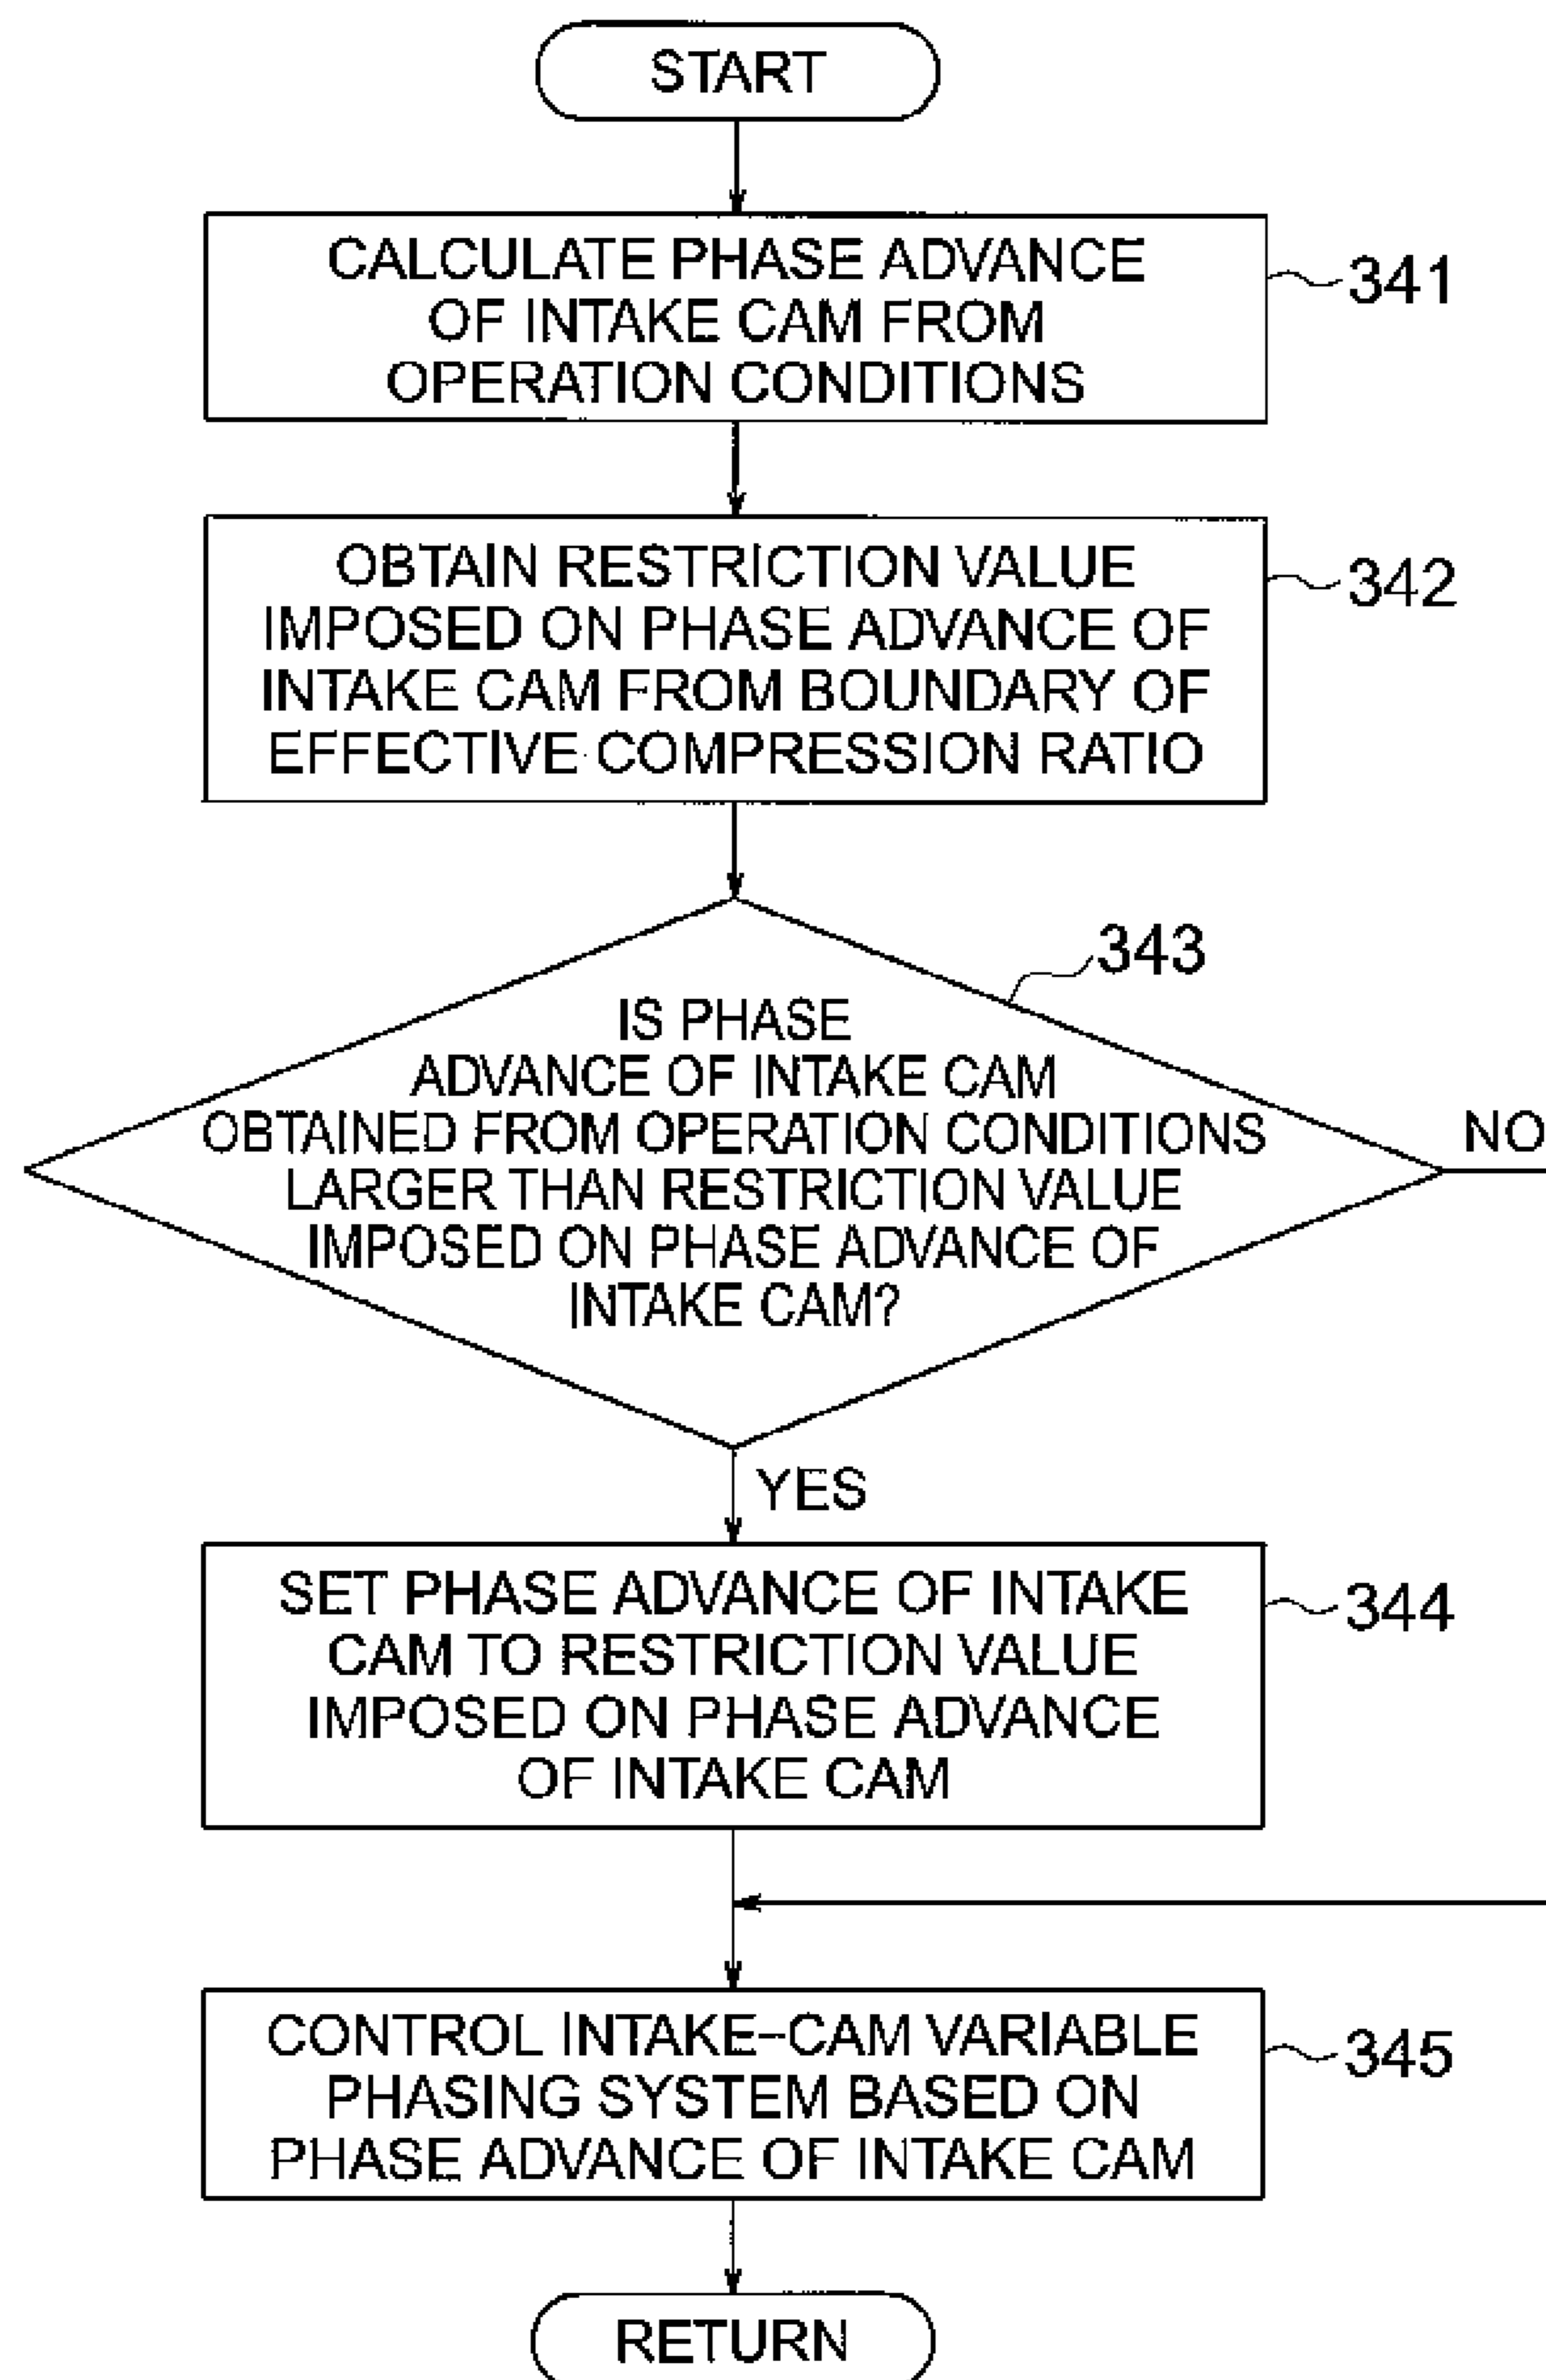 START
CALCULATE PHASE ADVANCE
OF INTAKE CAM FROM
OPERATION CONDITIONS
341
OBTAIN RESTRICTION VALUE
IMPOSED ON PHASE ADVANCE OF
INTAKE CAM FROM BOUNDARY OF
EFFECTIVE COMPRESSION RATIO
342
343
IS PHASE
ADVANCE OF INTAKE CAM
OBTAINED FROM OPERATION CONDITIONS
LARGER THAN RESTRICTION VALUE
IMPOSED ON PHASE ADVANCE OF
INTAKE CAM?
NO
YES
SET PHASE ADVANCE OF INTAKE
CAM TO RESTRICTION VALUE
IMPOSED ON PHASE ADVANCE
OF INTAKE CAM
344
CONTROL INTAKE-CAM VARIABLE
PHASING SYSTEM BASED ON
PHASE ADVANCE OF INTAKE CAM
345
RETURN